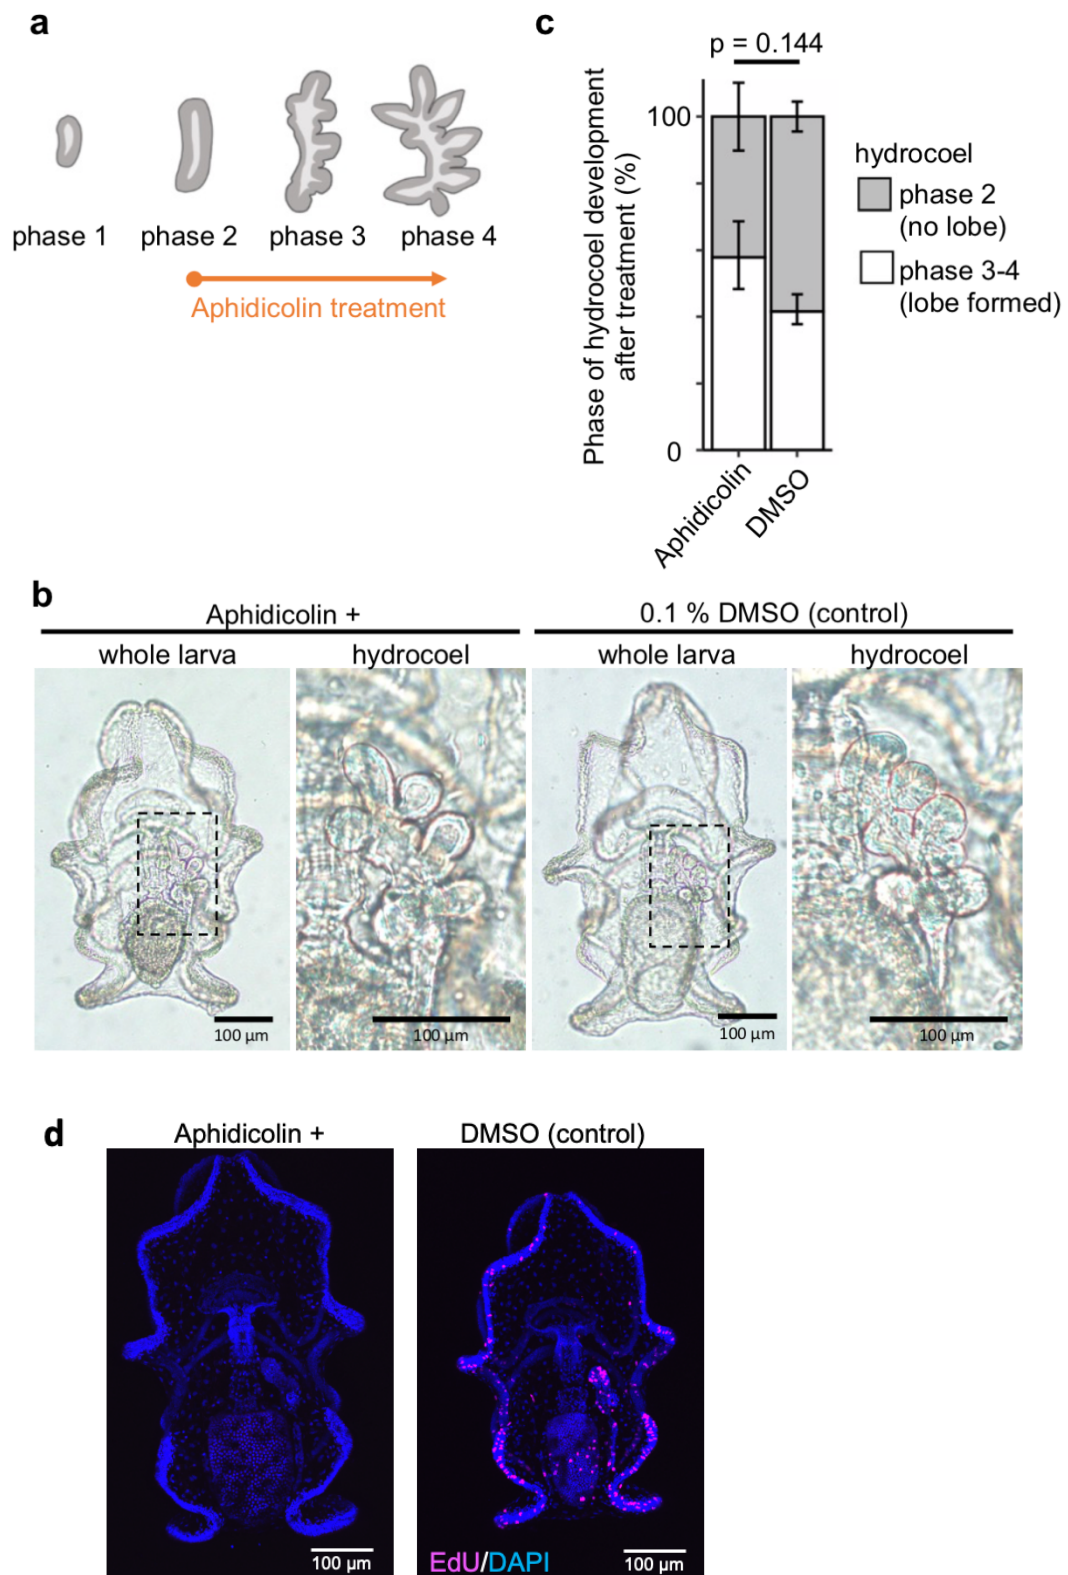 a
phase 1
phase 2
phase 3
phase 4
Aphidicolin treatment
c
p = 0.144
Phase of hydrocoel development
after treatment (%)
100
0
Aphidicolin
DMSO
hydrocoel
phase 2
(no lobe)
phase 3-4
(lobe formed)
b
Aphidicolin +
0.1 % DMSO (control)
whole larva
hydrocoel
whole larva
hydrocoel
100 µm
100 µm
100 µm
100 µm
d
Aphidicolin +
DMSO (control)
100 µm
EdU/DAPI
100 µm